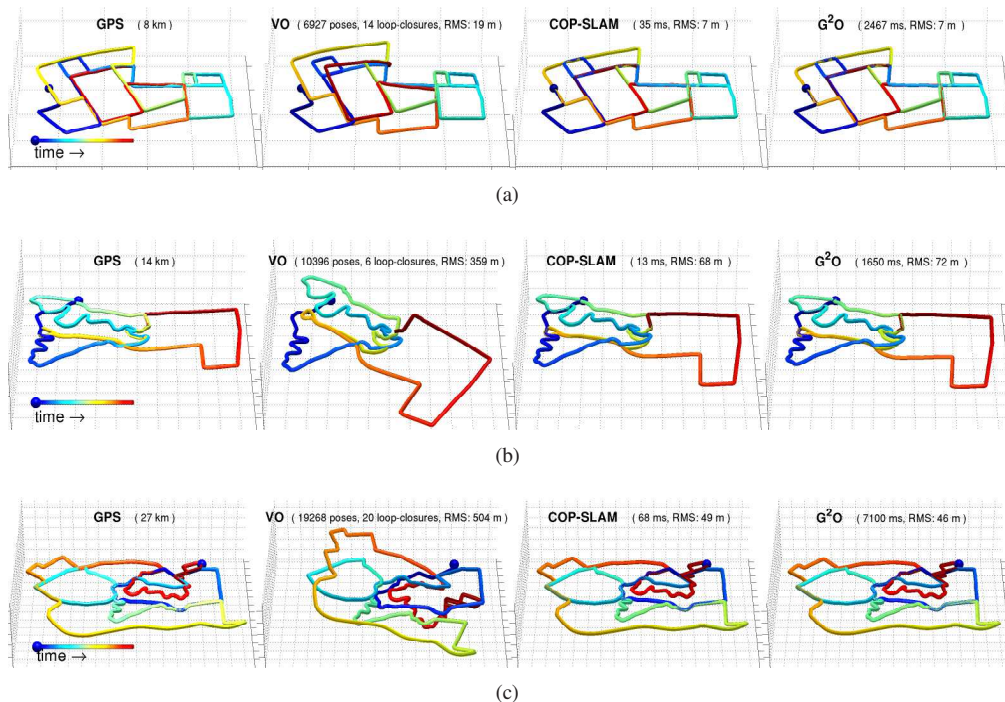 GPS ( 8 km ) VO ( 6927 poses, 14 loop-closures, RMS: 19 m ) COP-SLAM ( 35 ms, RMS: 7 m ) G²O ( 2467 ms, RMS: 7 m )
time →
(a)
GPS ( 14 km ) VO ( 10396 poses, 6 loop-closures, RMS: 359 m ) COP-SLAM ( 13 ms, RMS: 68 m ) G²O ( 1650 ms, RMS: 72 m )
time →
(b)
GPS ( 27 km ) VO ( 19268 poses, 20 loop-closures, RMS: 504 m ) COP-SLAM ( 68 ms, RMS: 49 m ) G²O ( 7100 ms, RMS: 46 m )
time →
(c)